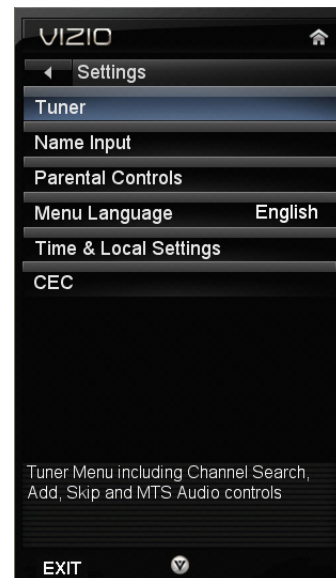 VIZIO
Settings
Tuner
Name Input
Parental Controls
Menu Language English
Time & Local Settings
CEC
Tuner Menu including Channel Search,
Add, Skip and MTS Audio controls
EXIT